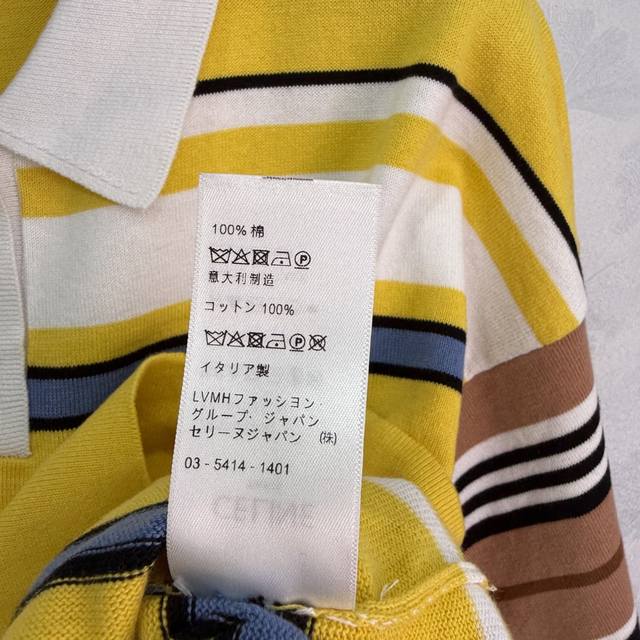 100% 棉
意大利制造
コットン 100%
イタリア製
LVMHファッション・
グループ・ジャパン
セリーヌジャパン (株)
03 - 5414 - 1401
CELINE